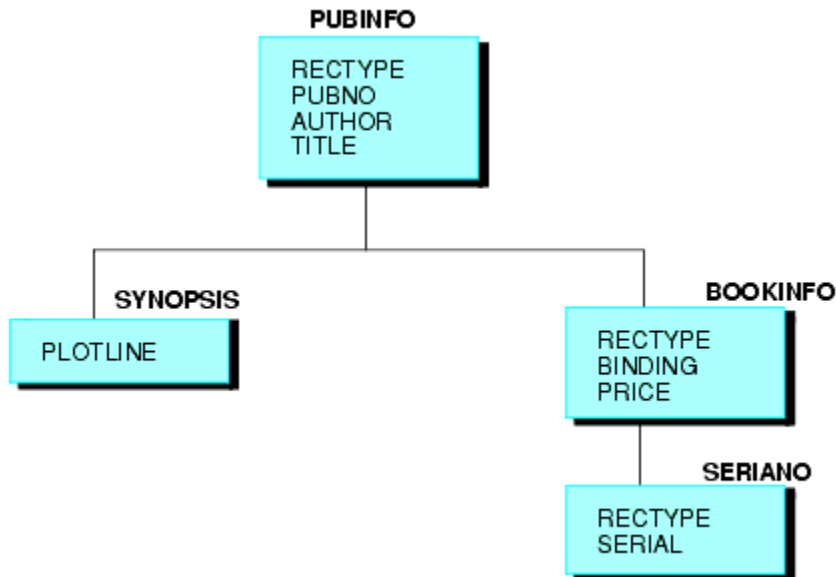 PUBINFO
RECTYPE
PUBNO
AUTHOR
TITLE
SYNOPSIS
PLOTLINE
BOOKINFO
RECTYPE
BINDING
PRICE
SERIANO
RECTYPE
SERIAL